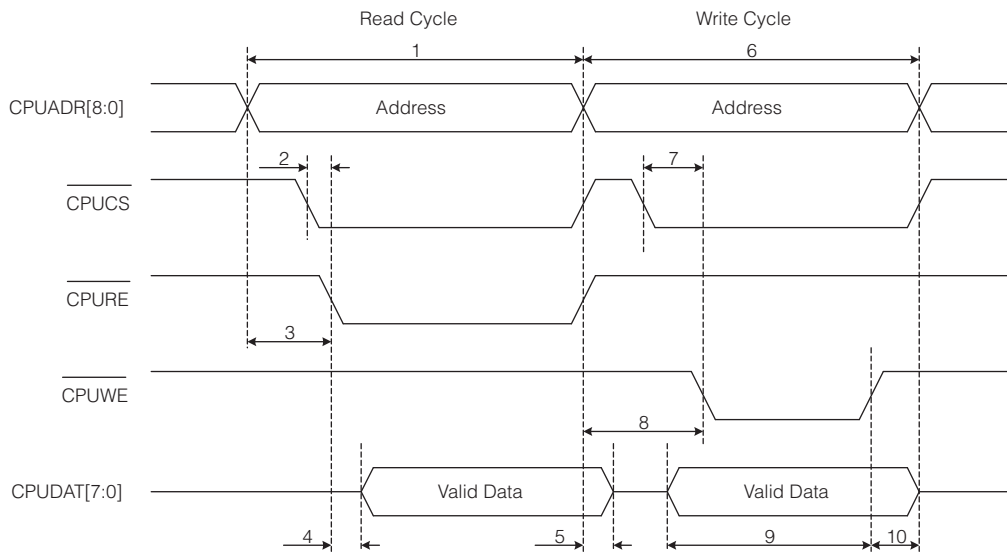 Read Cycle Write Cycle
1 6
CPUADR[8:0] Address Address
2 7
CPUCS
CPURE
3
CPUWE
8
CPUDAT[7:0] Valid Data Valid Data
4 5 9 10